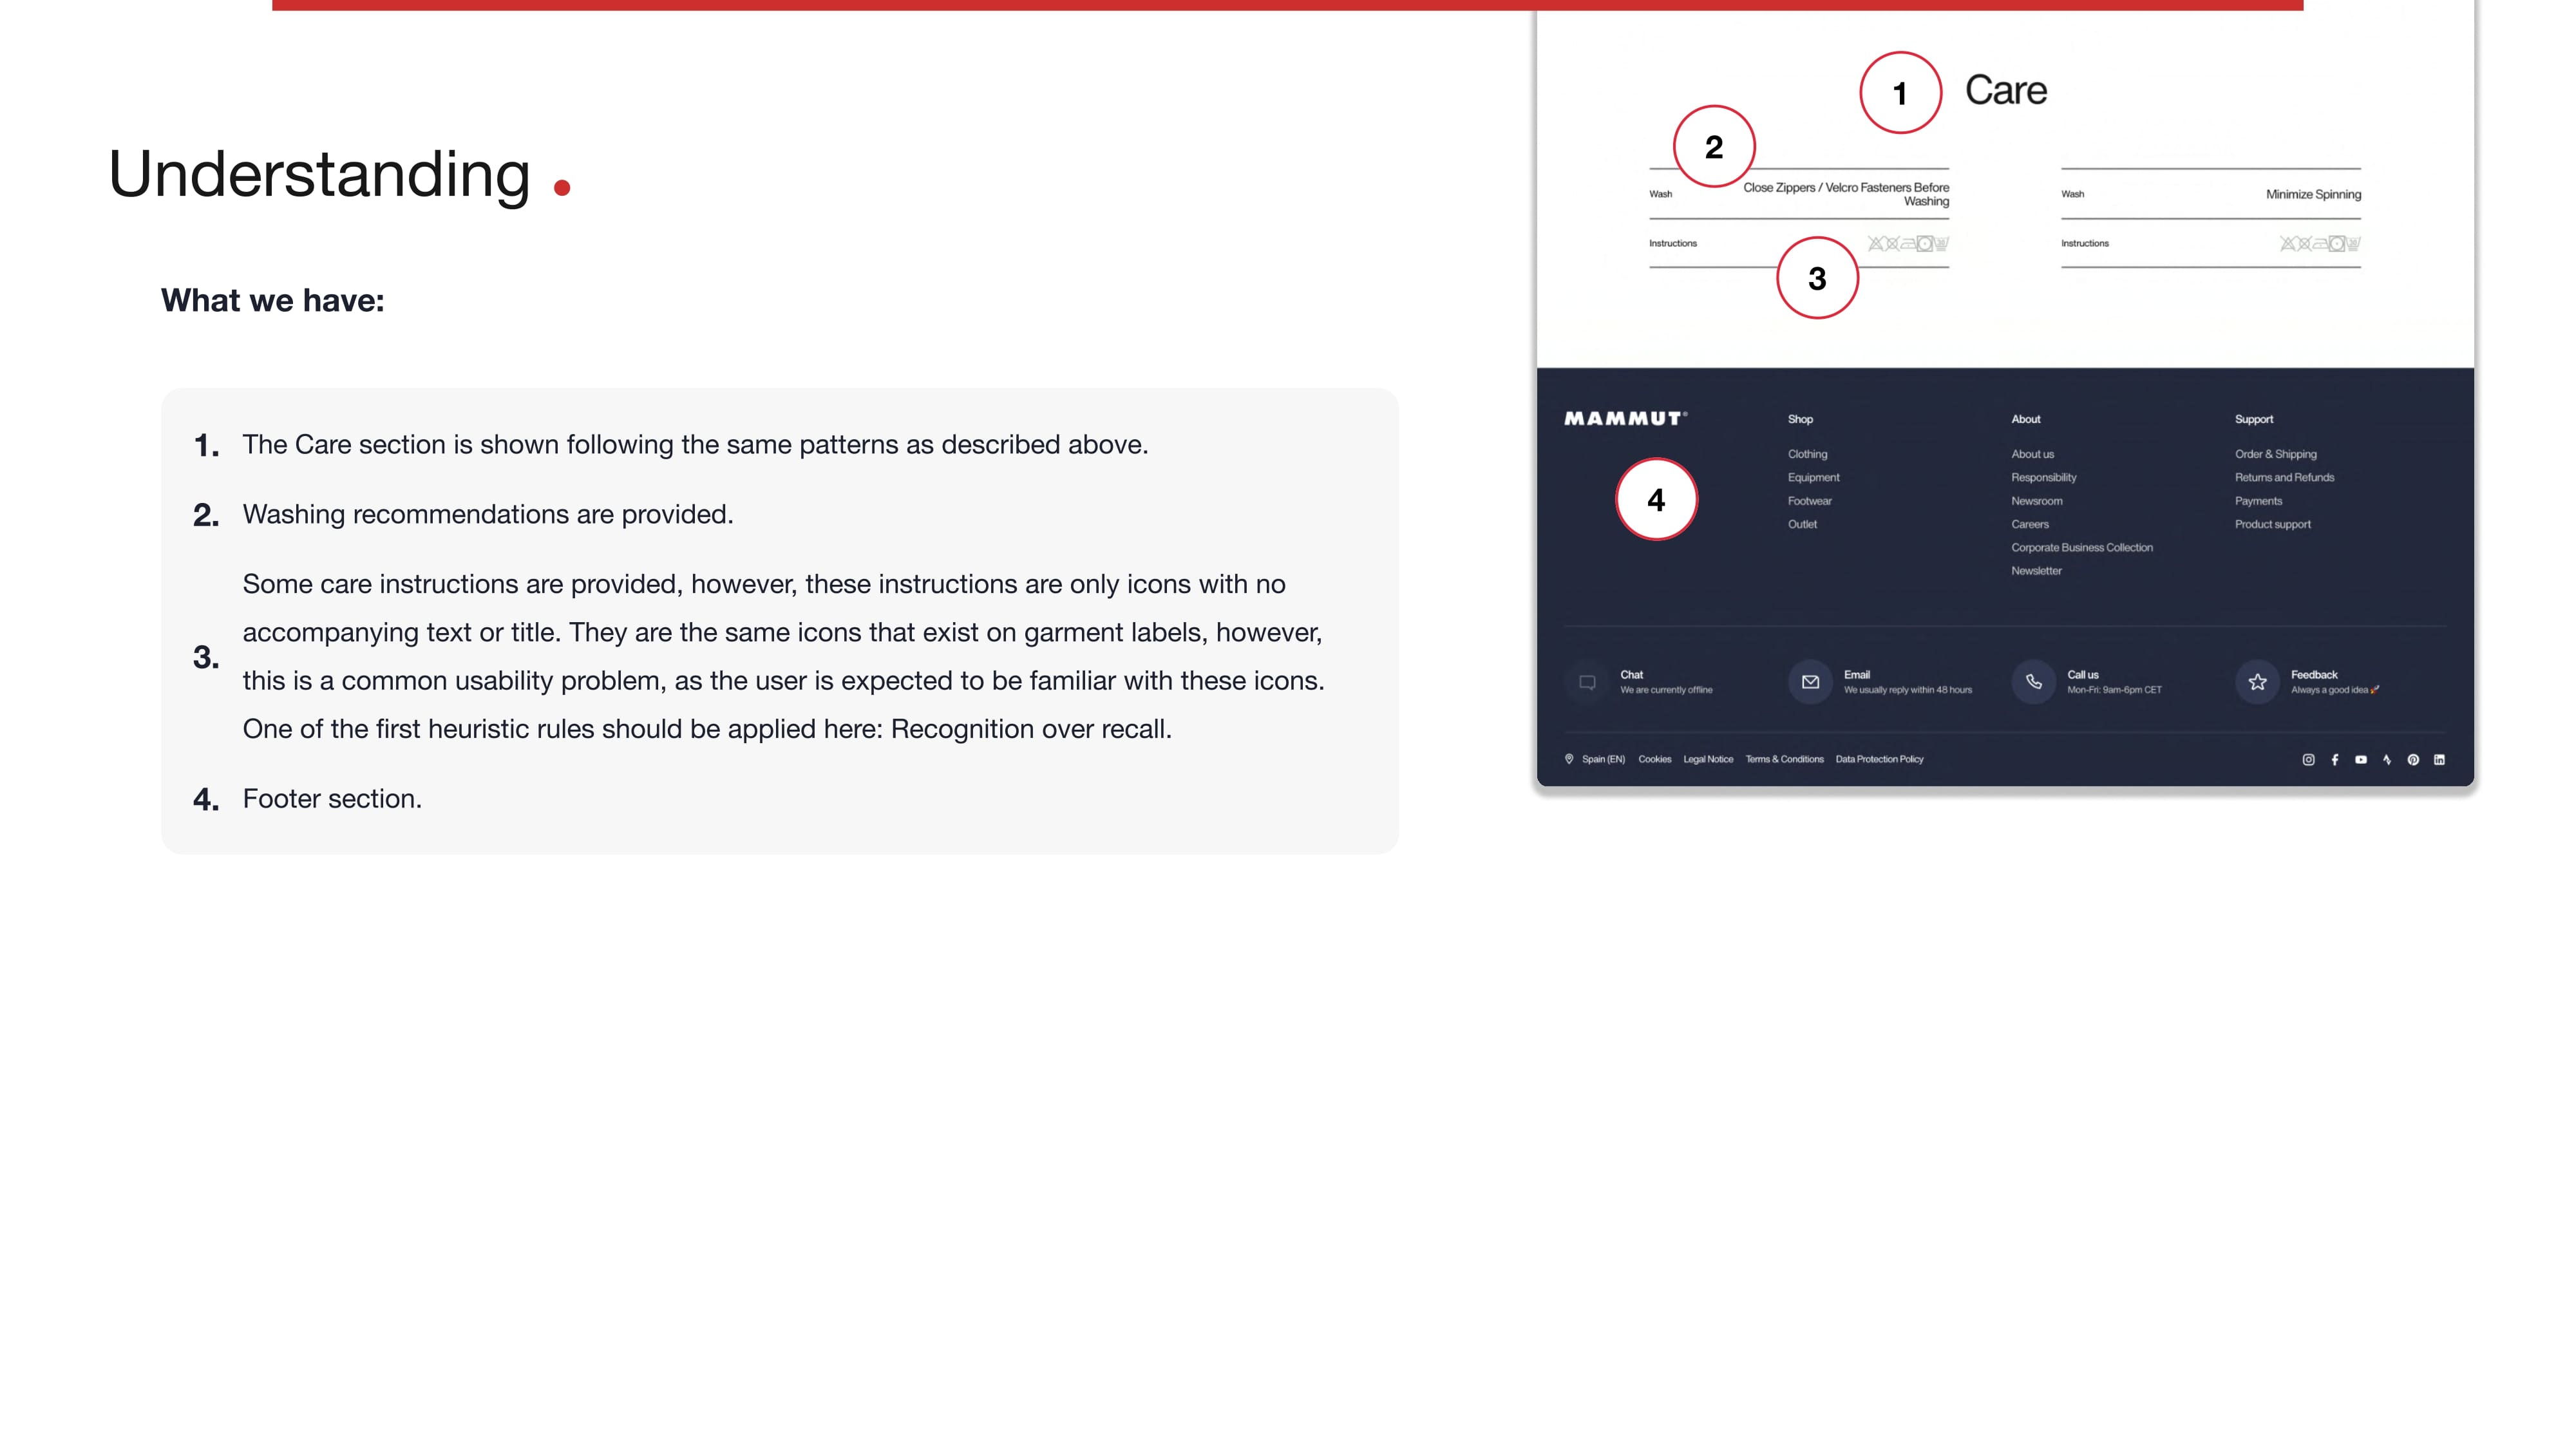 Understanding .
What we have:
1. The Care section is shown following the same patterns as described above.
2. Washing recommendations are provided.
3. Some care instructions are provided, however, these instructions are only icons with no
accompanying text or title. They are the same icons that exist on garment labels, however,
this is a common usability problem, as the user is expected to be familiar with these icons.
One of the first heuristic rules should be applied here: Recognition over recall.
4. Footer section.
1 Care
2
Wash Close Zippers / Velcro Fasteners Before
Washing
Instructions
3
Wash Minimize Spinning
Instructions
MAMMUT®
4
Shop
Clothing
Equipment
Footwear
Outlet
About
About us
Responsibility
Newsroom
Careers
Corporate Business Collection
Newsletter
Support
Order & Shipping
Returns and Refunds
Payments
Product support
Chat
We are currently offline
Email
We usually reply within 48 hours
Call us
Mon-Fri: 9am-6pm CET
Feedback
Always a good idea 🚀
Spain (EN) Cookies Legal Notice Terms & Conditions Data Protection Policy